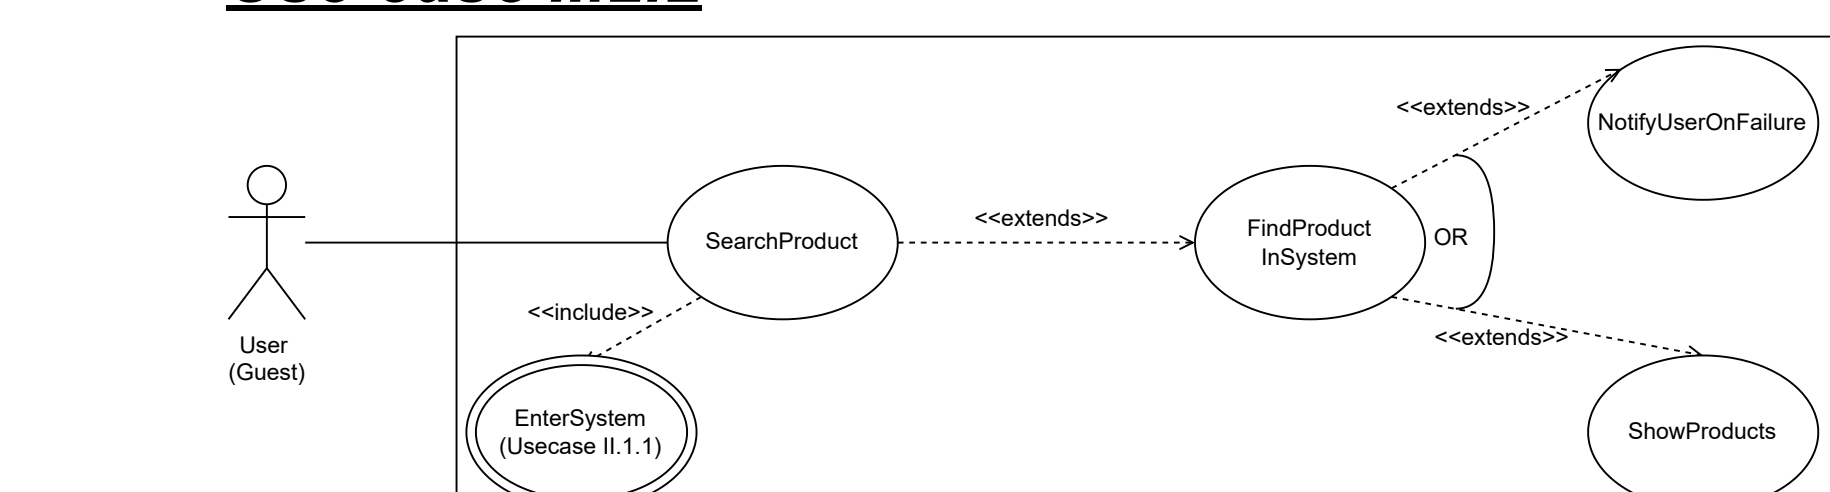 <<extends>>
NotifyUserOnFailure
<<extends>>
SearchProduct
FindProduct
InSystem
OR
<<include>>
<<extends>>
User
(Guest)
EnterSystem
(Usecase II.1.1)
ShowProducts